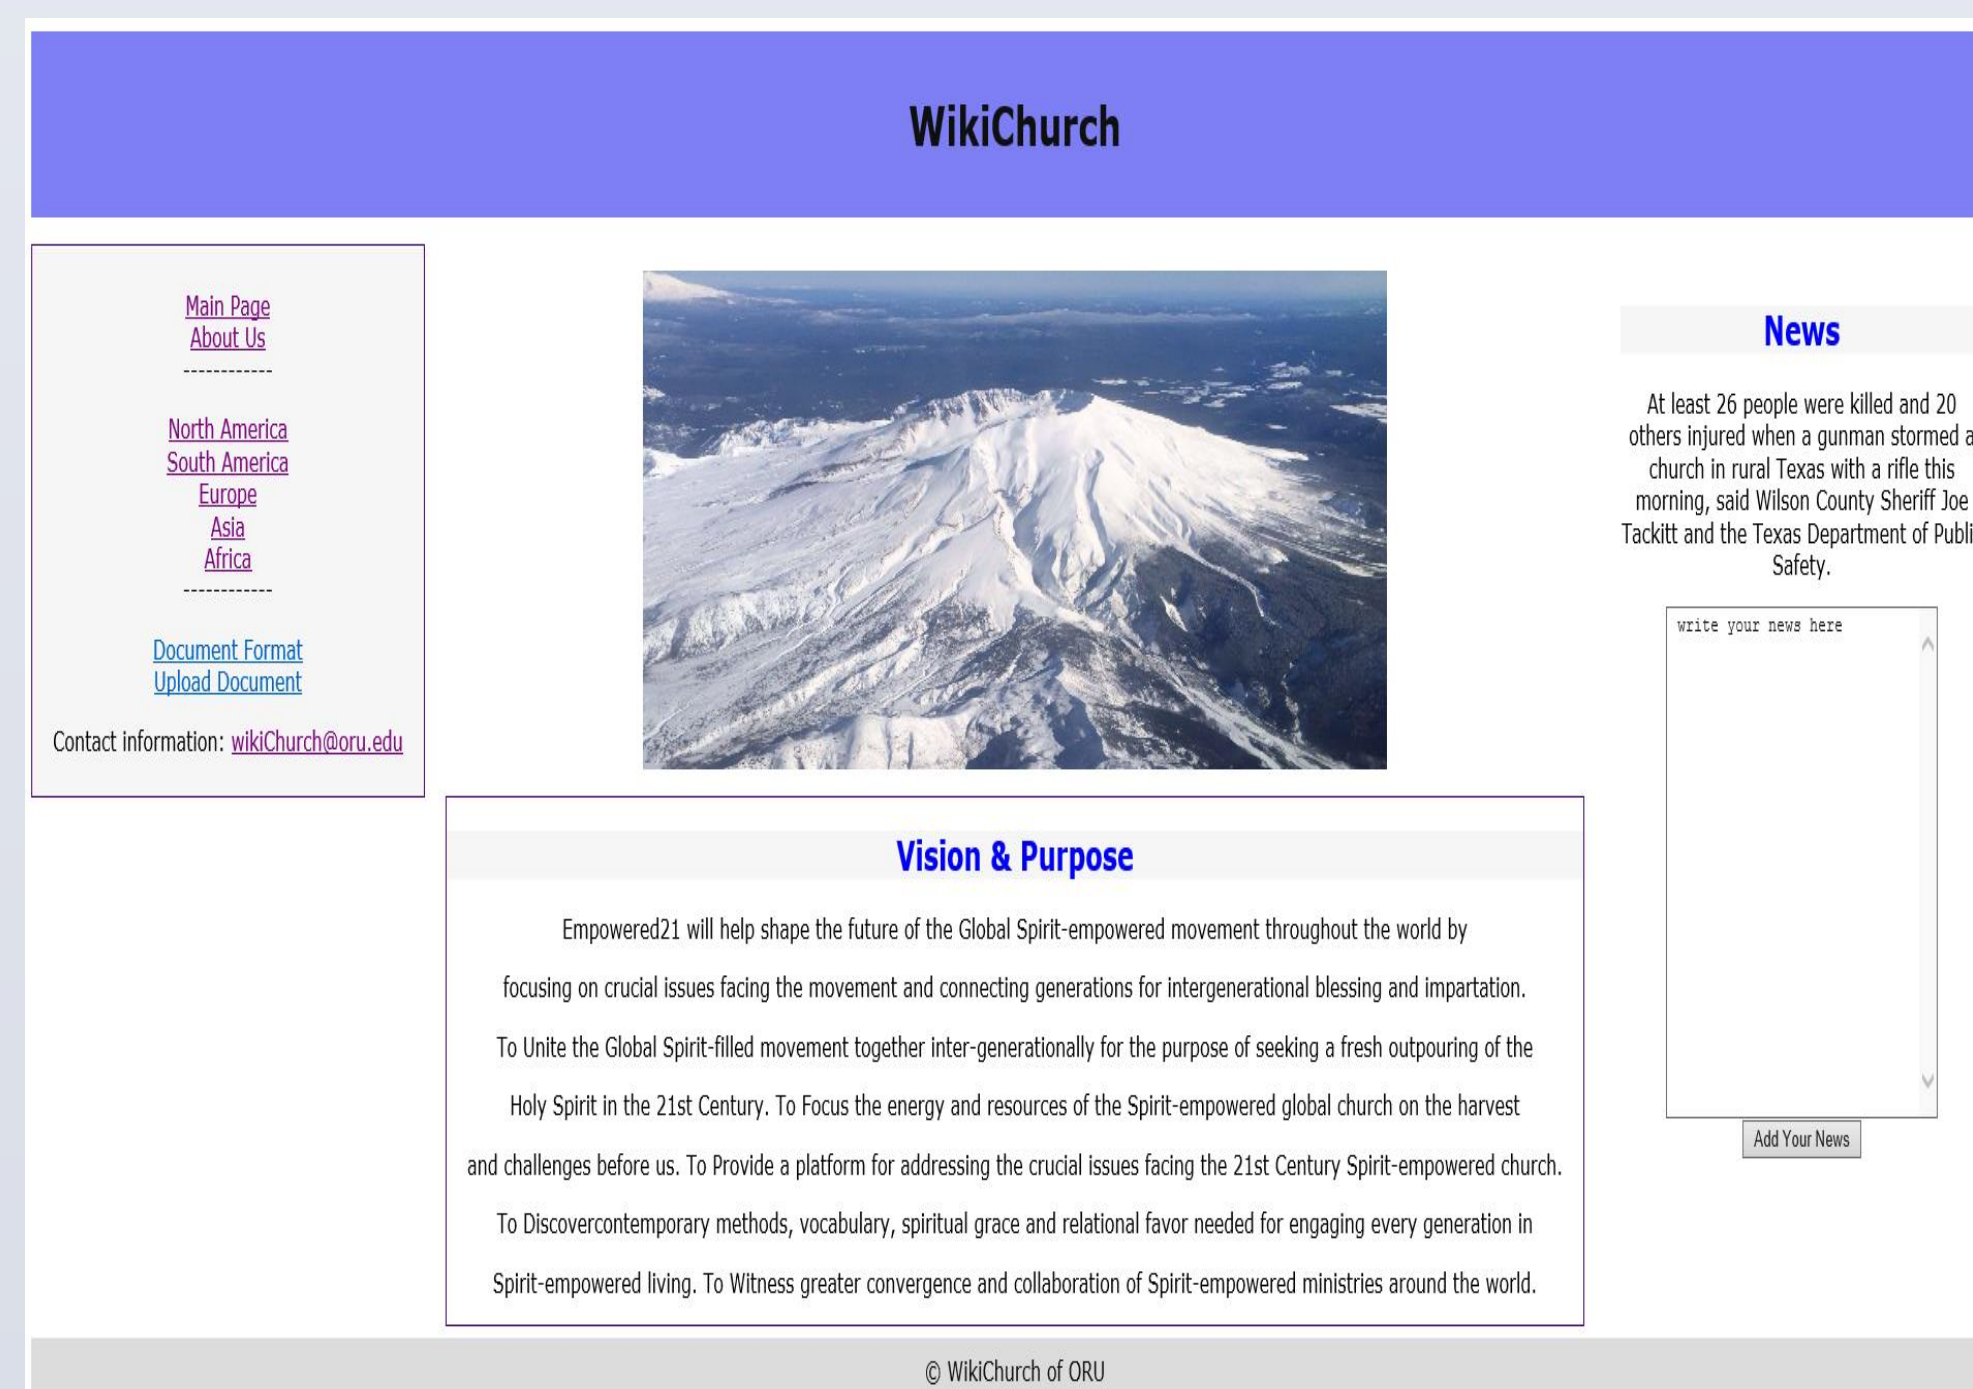 WikiChurch
Main Page
About Us
------------
North America
South America
Europe
Asia
Africa
------------
Document Format
Upload Document
Contact information: wikiChurch@oru.edu
Vision & Purpose
Empowered21 will help shape the future of the Global Spirit-empowered movement throughout the world by
focusing on crucial issues facing the movement and connecting generations for intergenerational blessing and impartation.
To Unite the Global Spirit-filled movement together inter-generationally for the purpose of seeking a fresh outpouring of the
Holy Spirit in the 21st Century. To Focus the energy and resources of the Spirit-empowered global church on the harvest
and challenges before us. To Provide a platform for addressing the crucial issues facing the 21st Century Spirit-empowered church.
To Discovercontemporary methods, vocabulary, spiritual grace and relational favor needed for engaging every generation in
Spirit-empowered living. To Witness greater convergence and collaboration of Spirit-empowered ministries around the world.
News
At least 26 people were killed and 20
others injured when a gunman stormed a
church in rural Texas with a rifle this
morning, said Wilson County Sheriff Joe
Tackitt and the Texas Department of Publi
Safety.
write your news here
Add Your News
© WikiChurch of ORU